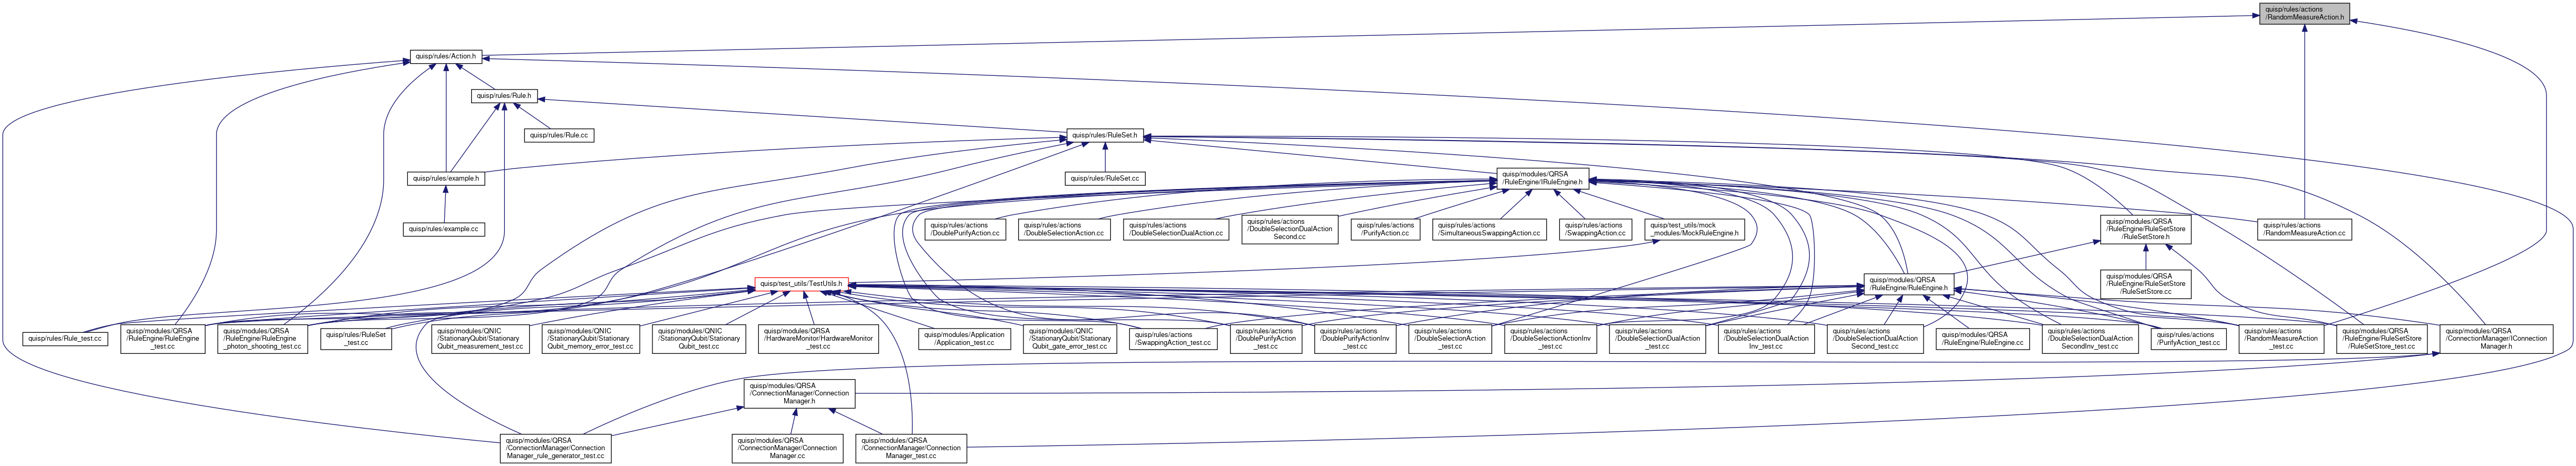 quisp/rules/actions
/RandomMeasureAction.h
quisp/rules/Action.h
quisp/rules/Rule.h
quisp/rules/Rule.cc
quisp/rules/RuleSet.h
quisp/rules/example.h
quisp/rules/RuleSet.cc
quisp/modules/QRSA
/RuleEngine/IRuleEngine.h
quisp/rules/example.cc
quisp/rules/actions
/DoublePurifyAction.cc
quisp/rules/actions
/DoubleSelectionAction.cc
quisp/rules/actions
/DoubleSelectionDualAction.cc
quisp/rules/actions
/DoubleSelectionDualAction
Second.cc
quisp/rules/actions
/PurifyAction.cc
quisp/rules/actions
/SimultaneousSwappingAction.cc
quisp/rules/actions
/SwappingAction.cc
quisp/test_utils/mock
_modules/MockRuleEngine.h
quisp/modules/QRSA
/RuleEngine/RuleSetStore
/RuleSetStore.h
quisp/rules/actions
/RandomMeasureAction.cc
quisp/test_utils/TestUtils.h
quisp/modules/QRSA
/RuleEngine/RuleEngine.h
quisp/modules/QRSA
/RuleEngine/RuleSetStore
/RuleSetStore.cc
quisp/rules/Rule_test.cc
quisp/modules/QRSA
/RuleEngine/RuleEngine
_test.cc
quisp/modules/QRSA
/RuleEngine/RuleEngine
_photon_shooting_test.cc
quisp/rules/RuleSet
_test.cc
quisp/modules/QNIC
/StationaryQubit/Stationary
Qubit_measurement_test.cc
quisp/modules/QNIC
/StationaryQubit/Stationary
Qubit_memory_error_test.cc
quisp/modules/QNIC
/StationaryQubit/Stationary
Qubit_test.cc
quisp/modules/QRSA
/HardwareMonitor/HardwareMonitor
_test.cc
quisp/modules/Application
/Application_test.cc
quisp/modules/QNIC
/StationaryQubit/Stationary
Qubit_gate_error_test.cc
quisp/rules/actions
/SwappingAction_test.cc
quisp/rules/actions
/DoublePurifyAction
_test.cc
quisp/rules/actions
/DoublePurifyActionInv
_test.cc
quisp/rules/actions
/DoubleSelectionAction
_test.cc
quisp/rules/actions
/DoubleSelectionActionInv
_test.cc
quisp/rules/actions
/DoubleSelectionDualAction
_test.cc
quisp/rules/actions
/DoubleSelectionDualAction
Inv_test.cc
quisp/rules/actions
/DoubleSelectionDualAction
Second_test.cc
quisp/modules/QRSA
/RuleEngine/RuleEngine.cc
quisp/rules/actions
/DoubleSelectionDualAction
SecondInv_test.cc
quisp/rules/actions
/PurifyAction_test.cc
quisp/rules/actions
/RandomMeasureAction
_test.cc
quisp/modules/QRSA
/RuleEngine/RuleSetStore
/RuleSetStore_test.cc
quisp/modules/QRSA
/ConnectionManager/IConnection
Manager.h
quisp/modules/QRSA
/ConnectionManager/Connection
Manager.h
quisp/modules/QRSA
/ConnectionManager/Connection
Manager_rule_generator_test.cc
quisp/modules/QRSA
/ConnectionManager/Connection
Manager.cc
quisp/modules/QRSA
/ConnectionManager/Connection
Manager_test.cc